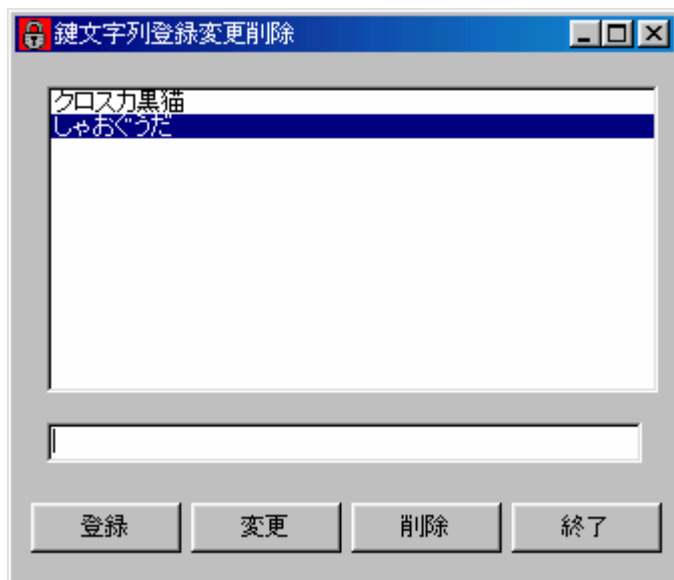 鍵文字列登録変更削除
クロスカ黒猫
しゃおぐうだ
登録
変更
削除
終了